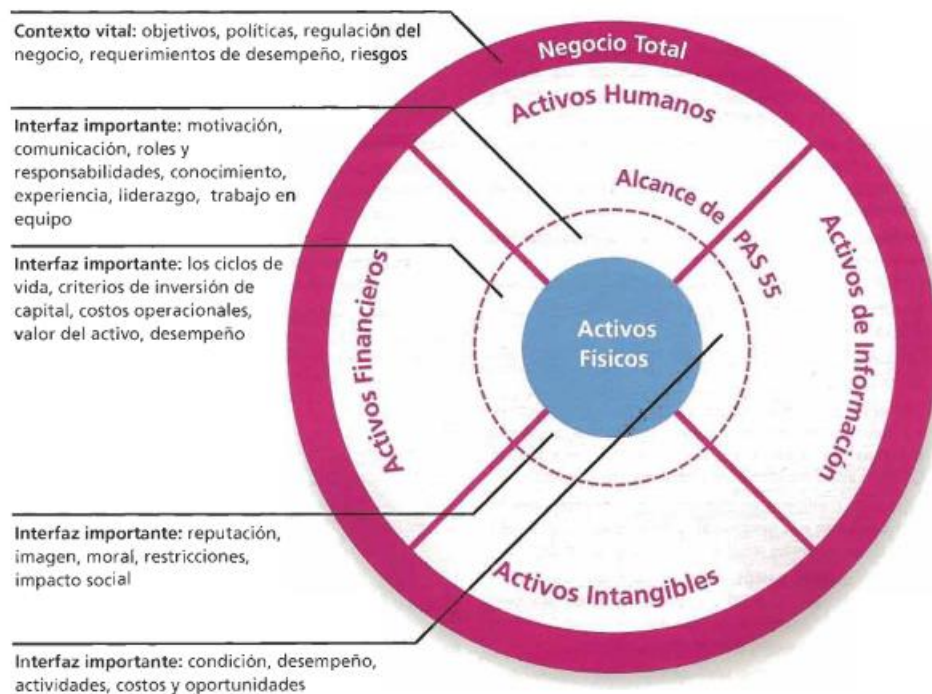 Contexto vital: objetivos, políticas, regulación del
negocio, requerimientos de desempeño, riesgos
Interfaz importante: motivación,
comunicación, roles y
responsabilidades, conocimiento,
experiencia, liderazgo, trabajo en
equipo
Interfaz importante: los ciclos de
vida, criterios de inversión de
capital, costos operacionales,
valor del activo, desempeño
Interfaz importante: reputación,
imagen, moral, restricciones,
impacto social
Interfaz importante: condición, desempeño,
actividades, costos y oportunidades
Negocio Total
Activos Humanos
Alcance de PAS 55
Activos Financieros
Activos
Físicos
Activos de Información
Activos Intangibles